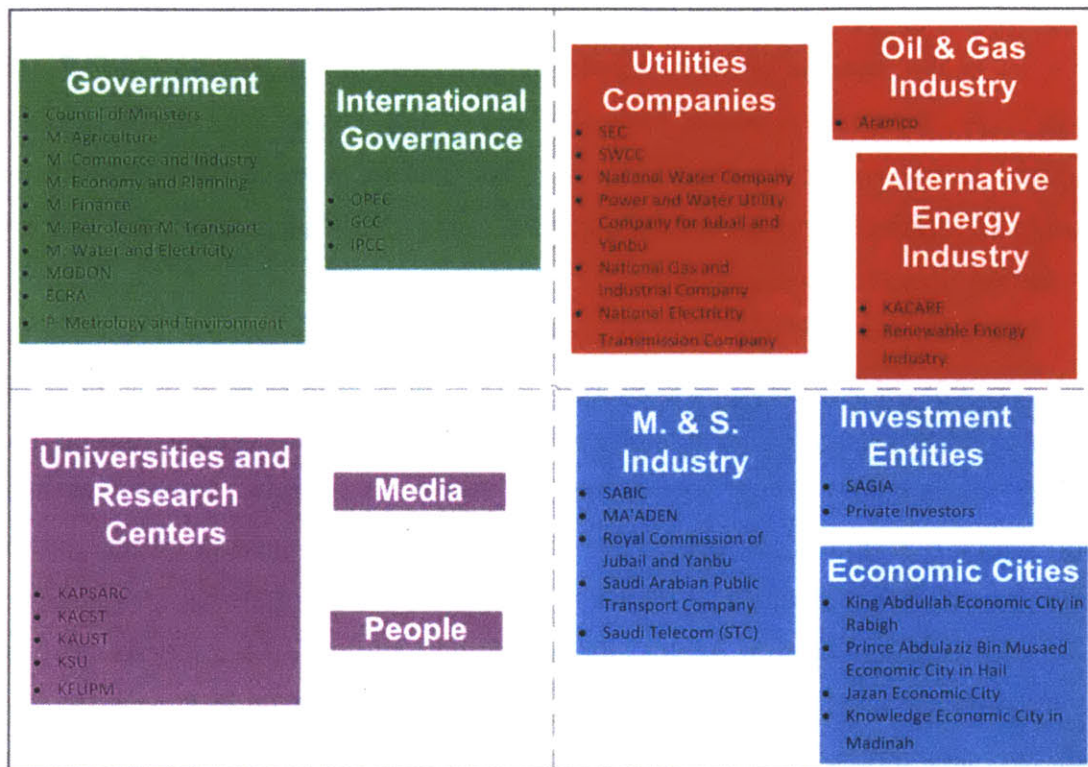 Government
• Council of Ministers
• M. Agriculture
• M. Commerce and Industry
• M. Economy and Planning
• M. Finance
• M. Petroleum M. Transport
• M. Water and Electricity
• MODON
• ECRA
• P. Metrology and Environment
International
Governance
• OPEC
• GCC
• IPCC
Utilities
Companies
• SEC
• SWCC
• National Water Company
• Power and Water Utility
Company for Jubail and
Yanbu
• National Gas and
Industrial Company
• National Electricity
Transmission Company
Oil & Gas
Industry
• Aramco
Alternative
Energy
Industry
• KACARE
• Renewable Energy
Industry
Universities and
Research
Centers
• KAPSARC
• KACST
• KAUST
• KSU
• KFUPM
Media
People
M. & S.
Industry
• SABIC
• MA'ADEN
• Royal Commission of
Jubail and Yanbu
• Saudi Arabian Public
Transport Company
• Saudi Telecom (STC)
Investment
Entities
• SAGIA
• Private Investors
Economic Cities
• King Abdullah Economic City in
Rabigh
• Prince Abdulaziz Bin Musaed
Economic City in Hail
• Jazan Economic City
• Knowledge Economic City in
Madinah